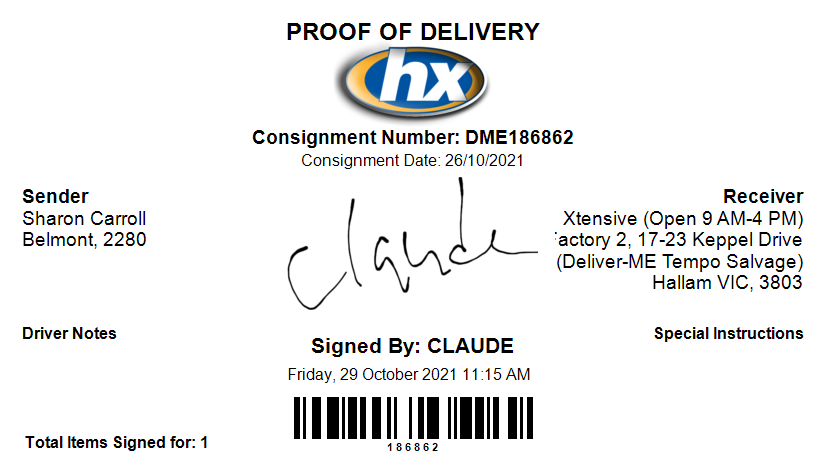 PROOF OF DELIVERY
hx
Consignment Number: DME186862
Consignment Date: 26/10/2021
Sender
Sharon Carroll
Belmont, 2280
Receiver
Xtensive (Open 9 AM-4 PM)
Factory 2, 17-23 Keppel Drive
(Deliver-ME Tempo Salvage)
Hallam VIC, 3803
Claude
Driver Notes
Special Instructions
Signed By: CLAUDE
Friday, 29 October 2021 11:15 AM
186862
Total Items Signed for: 1